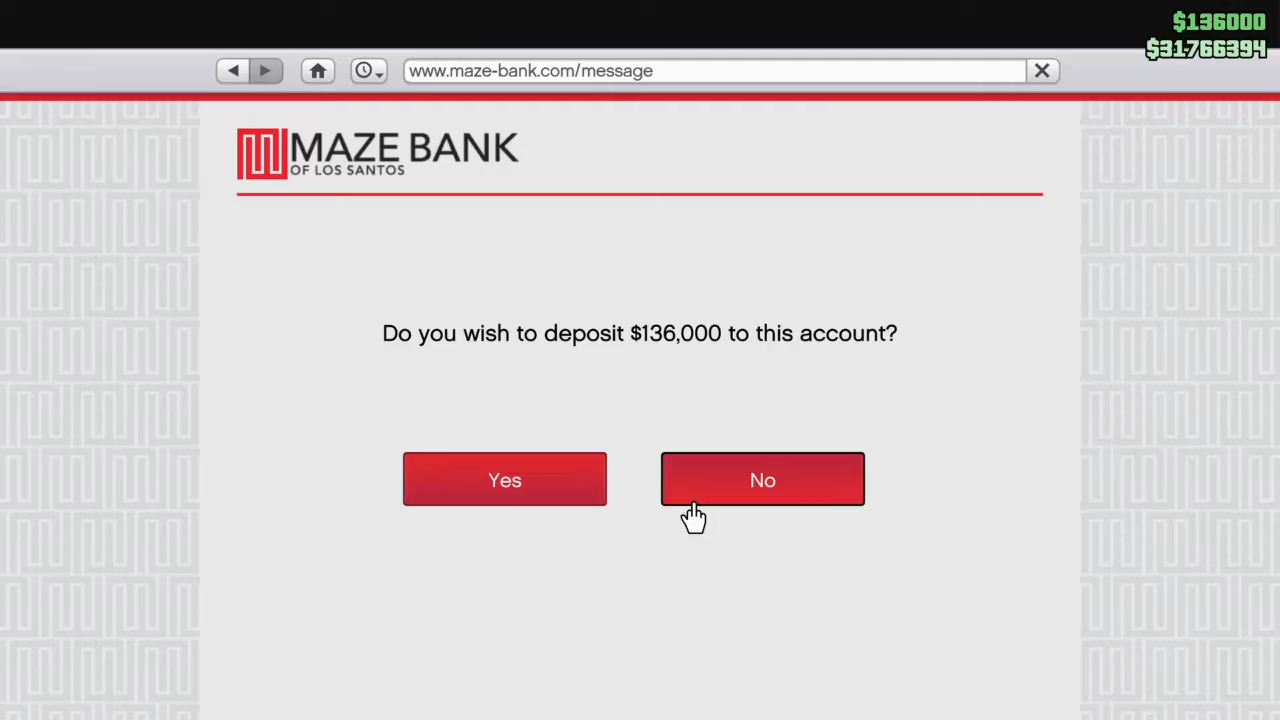 $136000
$31766394
www.maze-bank.com/message
MAZE BANK
OF LOS SANTOS
Do you wish to deposit $136,000 to this account?
Yes
No